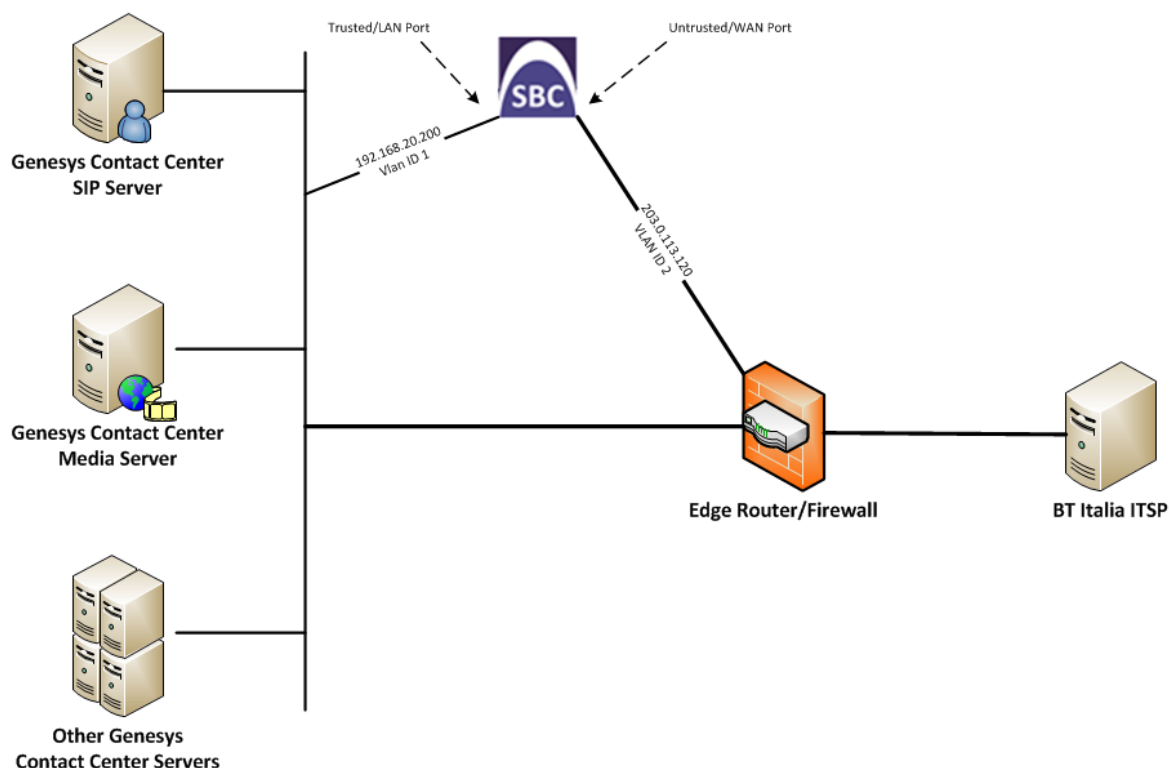 Trusted/LAN Port
Untrusted/WAN Port
SBC
192.168.20.200
Vlan ID 1
203.0.113.120
VLAN ID 2
Genesys Contact Center
SIP Server
Genesys Contact Center
Media Server
Edge Router/Firewall
BT Italia ITSP
Other Genesys
Contact Center Servers